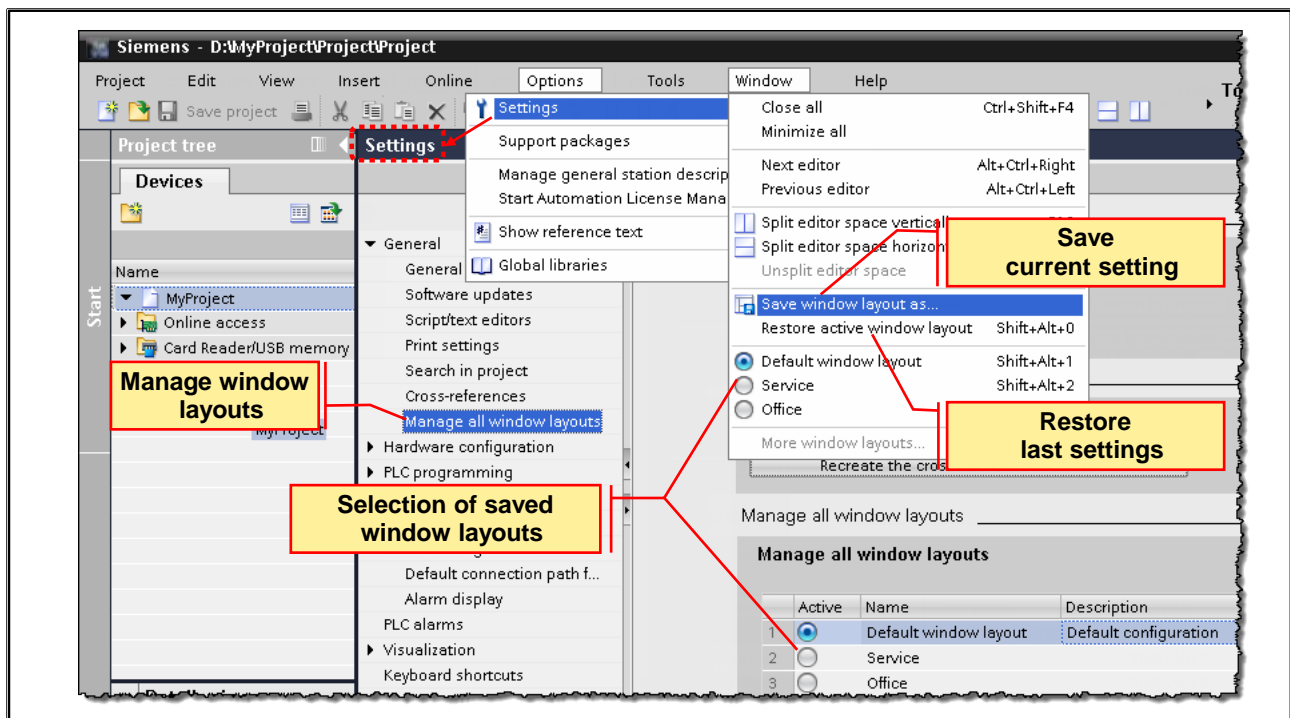 Siemens - D:\MyProject\Project\Project
Project Edit View Insert Online Options Tools Window Help
Save project
Project tree
Settings
Devices
Name
MyProject
Online access
Card Reader/USB memory
MyProject
Start
Settings
Support packages
Manage general station descrip
Start Automation License Mana
Show reference text
Global libraries
General
General
Software updates
Script/text editors
Print settings
Search in project
Cross-references
Manage all window layouts
Hardware configuration
PLC programming
Default connection path f...
Alarm display
PLC alarms
Visualization
Keyboard shortcuts
Close all Ctrl+Shift+F4
Minimize all
Next editor Alt+Ctrl+Right
Previous editor Alt+Ctrl+Left
Split editor space vertical
Split editor space horizon
Unsplit editor space
Save window layout as...
Restore active window layout Shift+Alt+0
Default window layout Shift+Alt+1
Service Shift+Alt+2
Office
More window layouts...
Recreate the cros
Save
current setting
Restore
last settings
Manage window
layouts
Selection of saved
window layouts
Manage all window layouts
Manage all window layouts
Active Name Description
1 Default window layout Default configuration
2 Service
3 Office